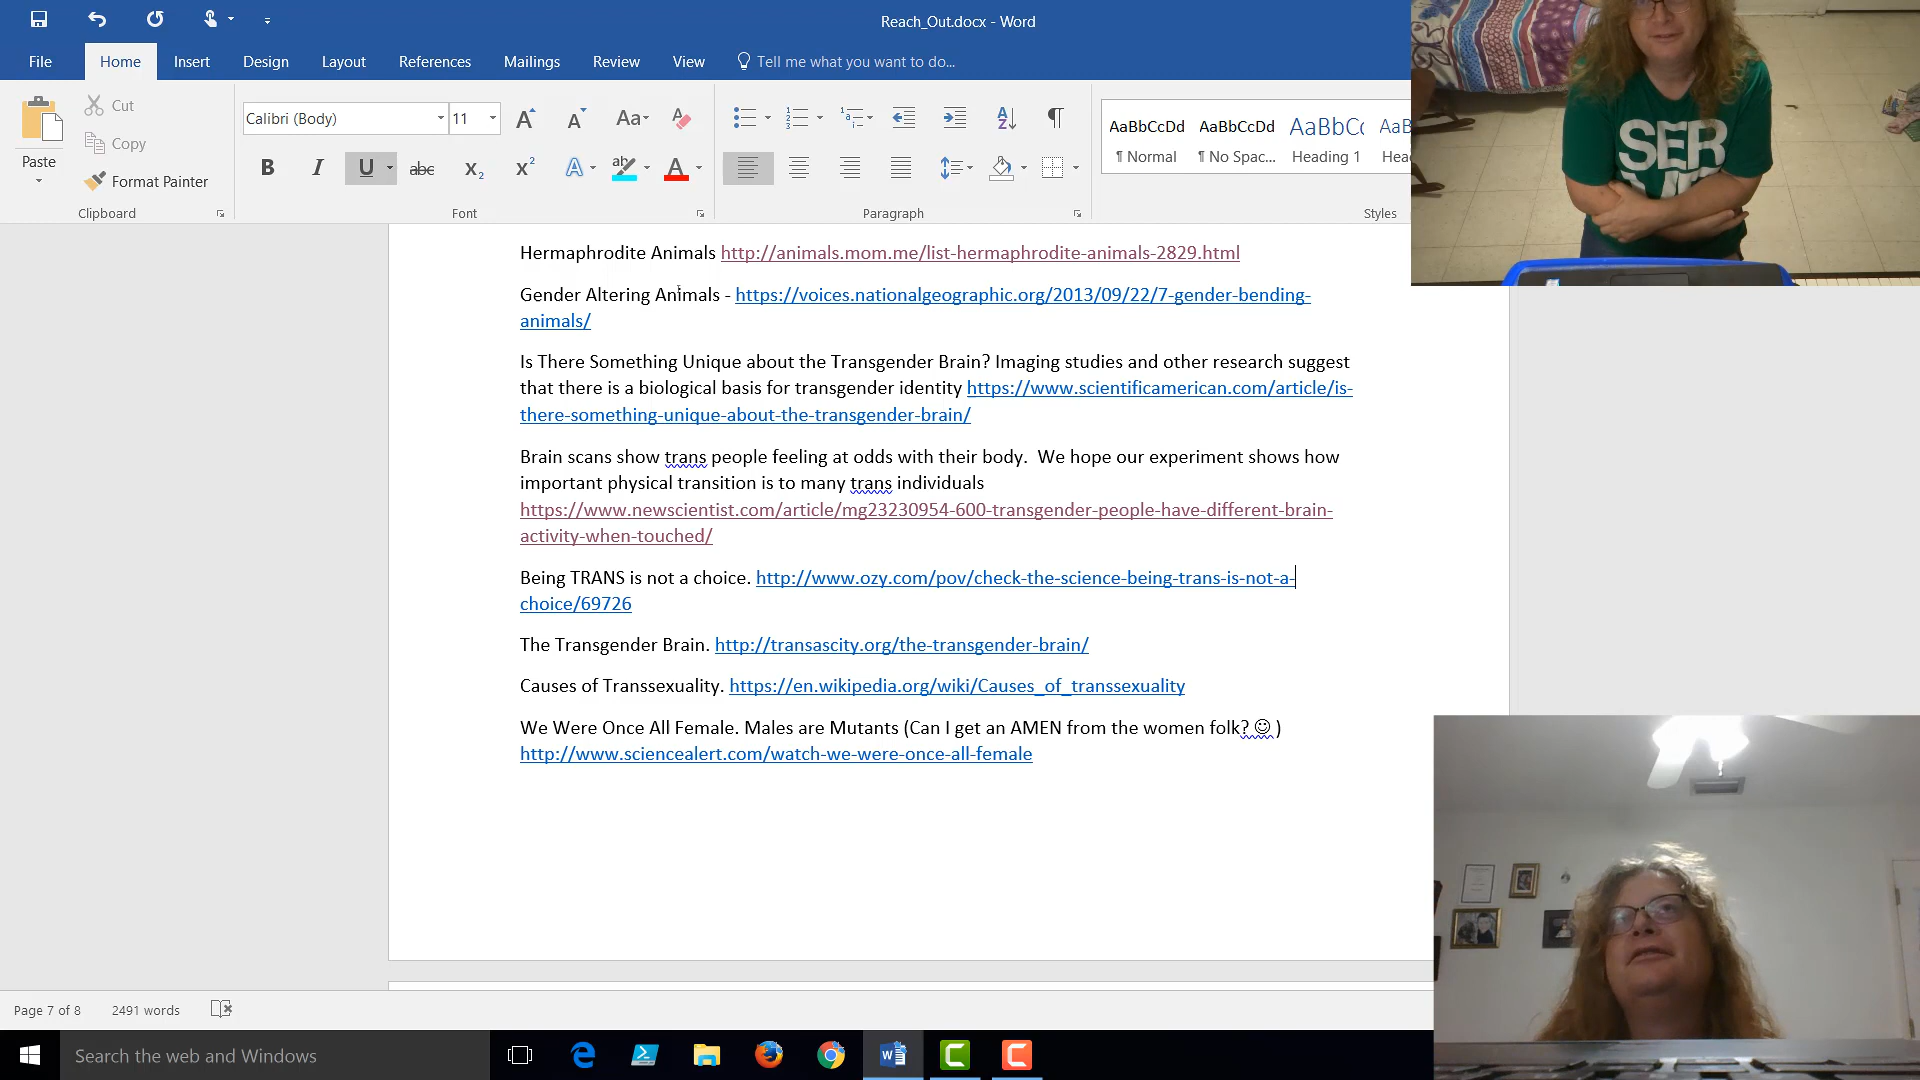 Reach_Out.docx - Word
File Home Insert Design Layout References Mailings Review View Tell me what you want to do...
Paste
Cut
Copy
Format Painter
Clipboard
Calibri (Body) 11
Font
Paragraph
AaBbCcDd AaBbCcDd AaBbCc AaB
¶ Normal ¶ No Spac... Heading 1 Hea
Styles
SER
Hermaphrodite Animals http://animals.mom.me/list-hermaphrodite-animals-2829.html
Gender Altering Animals - https://voices.nationalgeographic.org/2013/09/22/7-gender-bending-
animals/
Is There Something Unique about the Transgender Brain? Imaging studies and other research suggest
that there is a biological basis for transgender identity https://www.scientificamerican.com/article/is-
there-something-unique-about-the-transgender-brain/
Brain scans show trans people feeling at odds with their body.  We hope our experiment shows how
important physical transition is to many trans individuals
https://www.newscientist.com/article/mg23230954-600-transgender-people-have-different-brain-
activity-when-touched/
Being TRANS is not a choice. http://www.ozy.com/pov/check-the-science-being-trans-is-not-a-
choice/69726
The Transgender Brain. http://transascity.org/the-transgender-brain/
Causes of Transsexuality. https://en.wikipedia.org/wiki/Causes_of_transsexuality
We Were Once All Female. Males are Mutants (Can I get an AMEN from the women folk? ☺ )
http://www.sciencealert.com/watch-we-were-once-all-female
Page 7 of 8 2491 words
Search the web and Windows